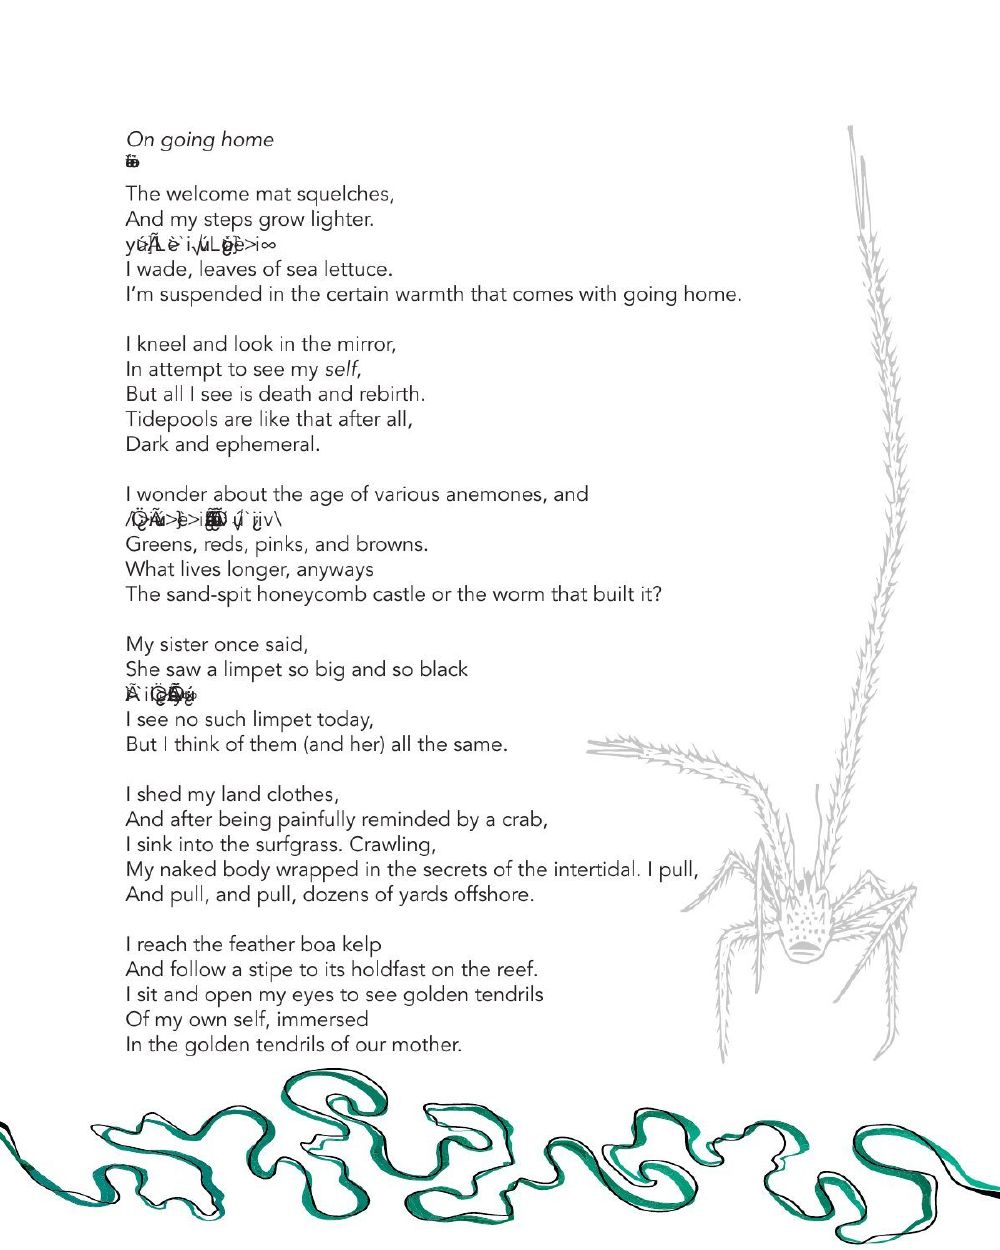 On going home
The welcome mat squelches,
And my steps grow lighter.
I wade, leaves of sea lettuce.
I'm suspended in the certain warmth that comes with going home.
I kneel and look in the mirror,
In attempt to see my self,
But all I see is death and rebirth.
Tidepools are like that after all,
Dark and ephemeral.
I wonder about the age of various anemones, and
Greens, reds, pinks, and browns.
What lives longer, anyways
The sand-spit honeycomb castle or the worm that built it?
My sister once said,
She saw a limpet so big and so black
I see no such limpet today,
But I think of them (and her) all the same.
I shed my land clothes,
And after being painfully reminded by a crab,
I sink into the surfgrass. Crawling,
My naked body wrapped in the secrets of the intertidal. I pull,
And pull, and pull, dozens of yards offshore.
I reach the feather boa kelp
And follow a stipe to its holdfast on the reef.
I sit and open my eyes to see golden tendrils
Of my own self, immersed
In the golden tendrils of our mother.